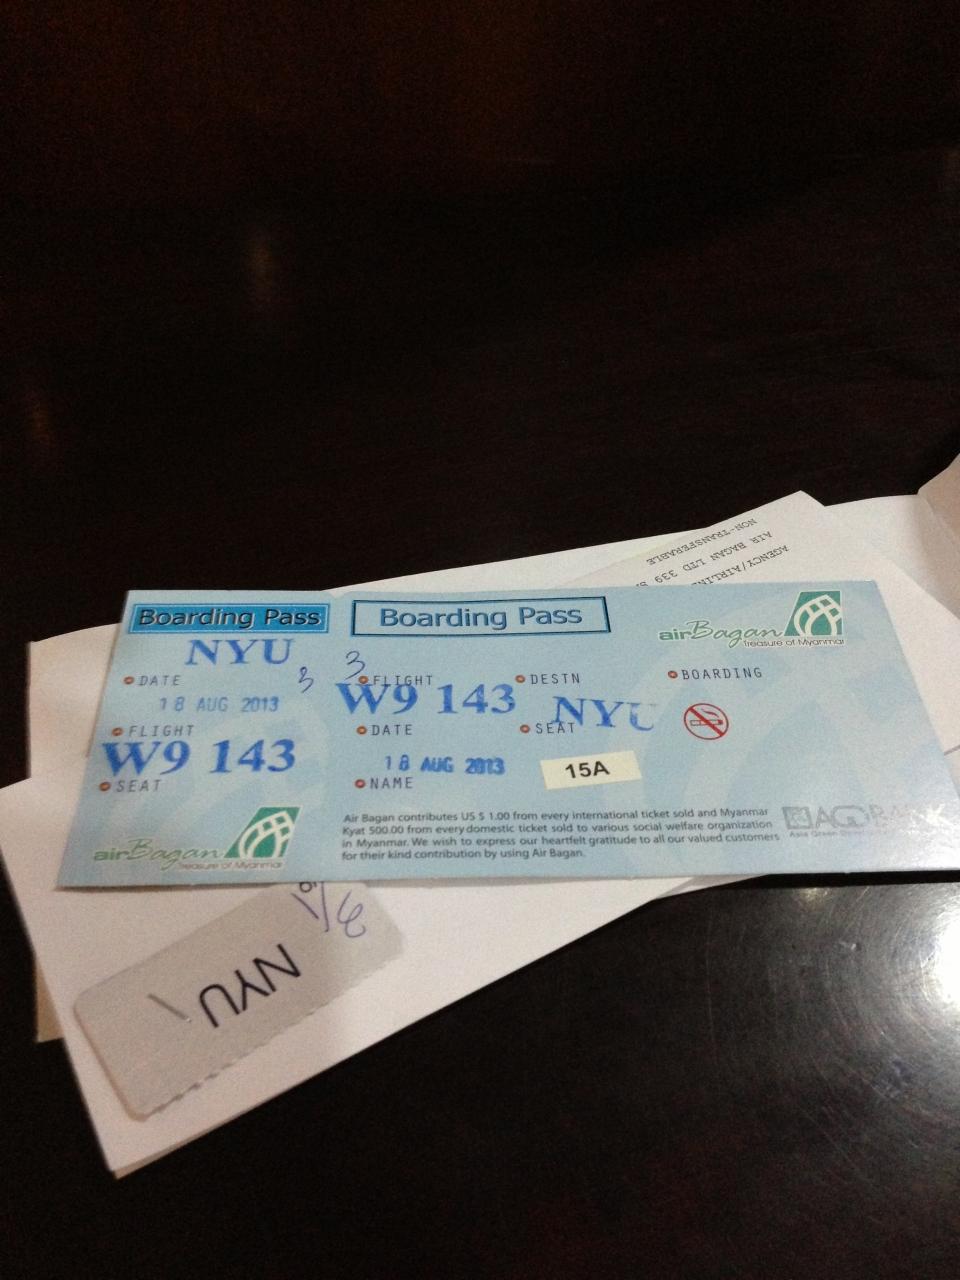 NON-TRANSFERABLE
AIR BAGAN LTD 339
AGENCY/AIRLINE
Boarding Pass
NYU
3
DATE
18 AUG 2013
FLIGHT
W9 143
SEAT
airBagan
Treasure of Myanmar
Boarding Pass
airBagan
Treasure of Myanmar
3
FLIGHT
DESTN
BOARDING
W9 143
NYU
DATE
SEAT
18 AUG 2013
15A
NAME
Air Bagan contributes US $ 1.00 from every international ticket sold and Myanmar
Kyat 500.00 from every domestic ticket sold to various social welfare organization
in Myanmar. We wish to express our heartfelt gratitude to all our valued customers
for their kind contribution by using Air Bagan.
AGD BANK
NYU